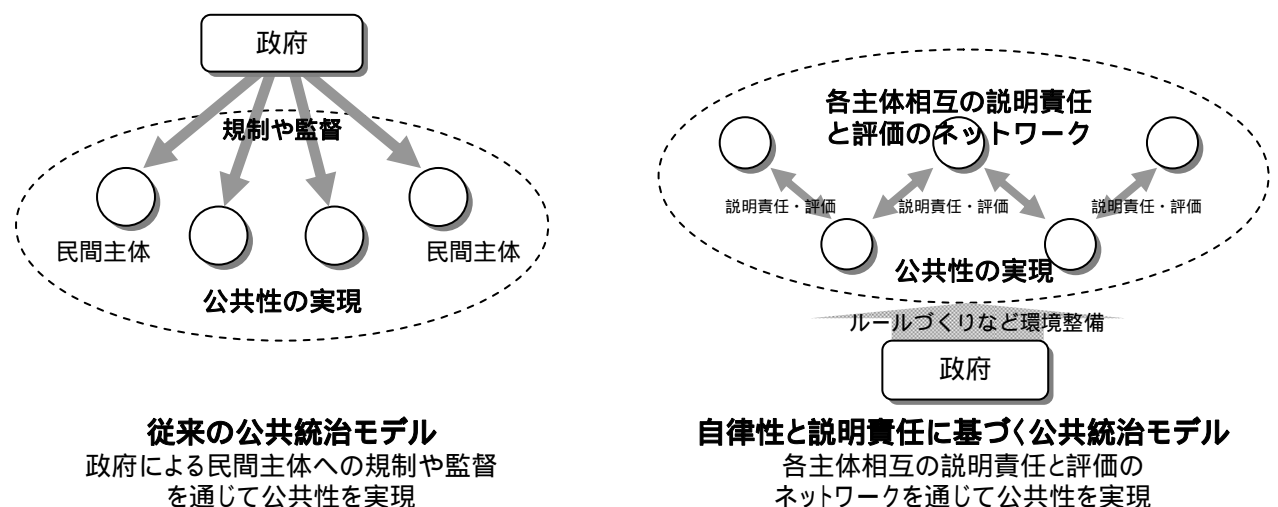 政府
規制や監督
民間主体
民間主体
公共性の実現
従来の公共統治モデル
政府による民間主体への規制や監督
を通じて公共性を実現
各主体相互の説明責任
と評価のネットワーク
説明責任・評価
説明責任・評価
説明責任・評価
公共性の実現
ルールづくりなど環境整備
政府
自律性と説明責任に基づく公共統治モデル
各主体相互の説明責任と評価の
ネットワークを通じて公共性を実現